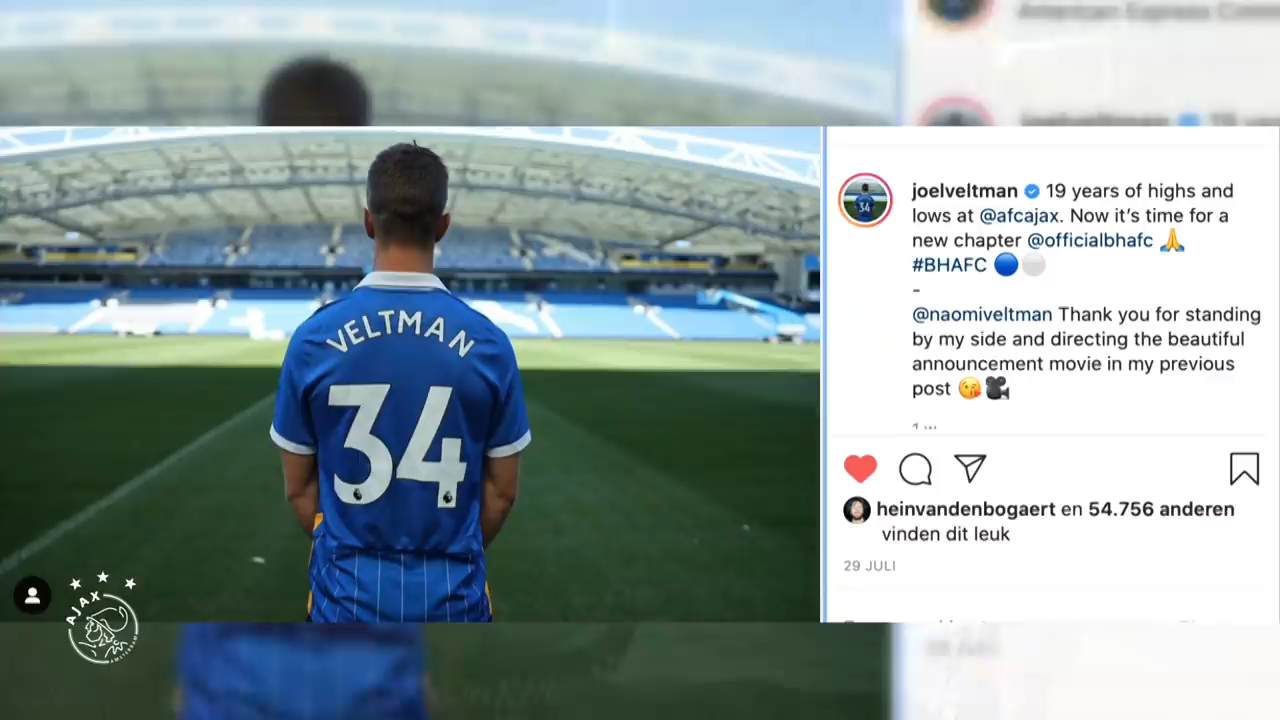 VELTMAN
34
AJAX
AMSTERDAM
joelveltman 19 years of highs and
lows at @afcajax. Now it's time for a
new chapter @officialbhafc 🙏
#BHAFC 🔵⚪
-
@naomiveltman Thank you for standing
by my side and directing the beautiful
announcement movie in my previous
post 😘🎥
heinvandenbogaert en 54.756 anderen
vinden dit leuk
29 JULI